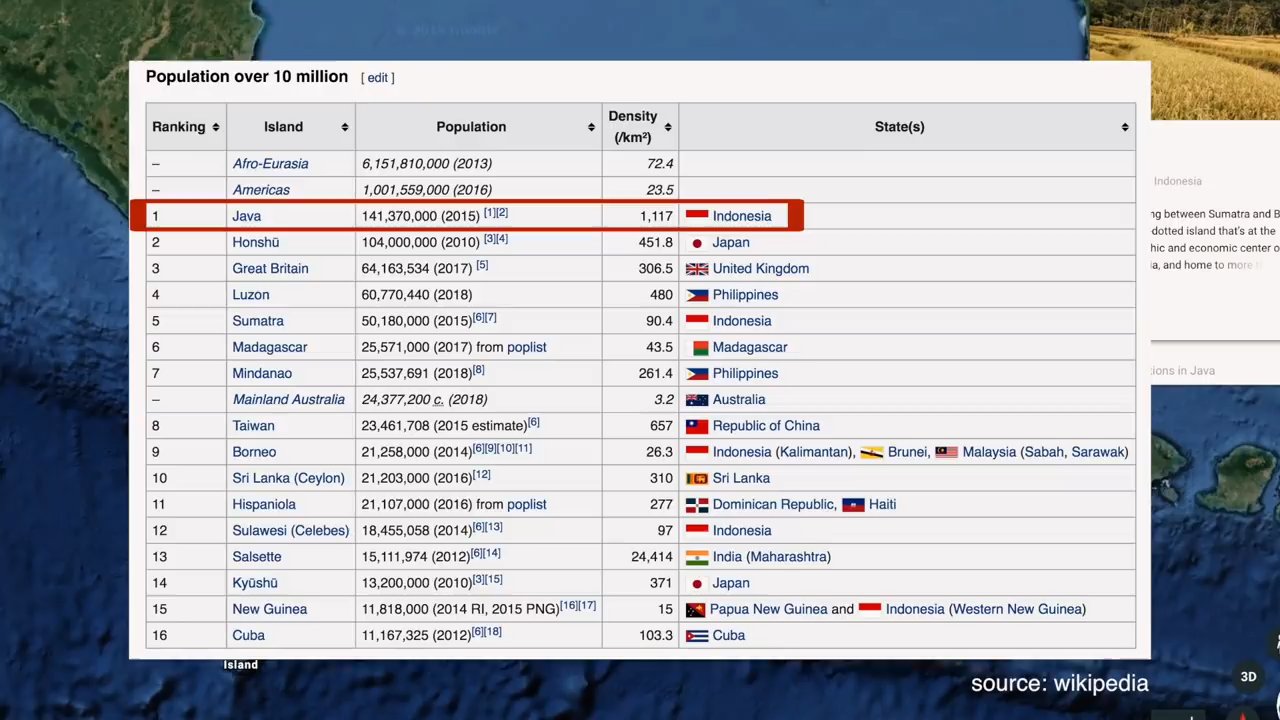 Population over 10 million [ edit ]
Ranking Island Population Density (/km²) State(s)
– Afro-Eurasia 6,151,810,000 (2013) 72.4
– Americas 1,001,559,000 (2016) 23.5
1 Java 141,370,000 (2015) [1][2] 1,117 Indonesia
2 Honshū 104,000,000 (2010) [3][4] 451.8 Japan
3 Great Britain 64,163,534 (2017) [5] 306.5 United Kingdom
4 Luzon 60,770,440 (2018) 480 Philippines
5 Sumatra 50,180,000 (2015)[6][7] 90.4 Indonesia
6 Madagascar 25,571,000 (2017) from poplist 43.5 Madagascar
7 Mindanao 25,537,691 (2018)[8] 261.4 Philippines
– Mainland Australia 24,377,200 c. (2018) 3.2 Australia
8 Taiwan 23,461,708 (2015 estimate)[6] 657 Republic of China
9 Borneo 21,258,000 (2014)[6][9][10][11] 26.3 Indonesia (Kalimantan), Brunei, Malaysia (Sabah, Sarawak)
10 Sri Lanka (Ceylon) 21,203,000 (2016)[12] 310 Sri Lanka
11 Hispaniola 21,107,000 (2016) from poplist 277 Dominican Republic, Haiti
12 Sulawesi (Celebes) 18,455,058 (2014)[6][13] 97 Indonesia
13 Salsette 15,111,974 (2012)[6][14] 24,414 India (Maharashtra)
14 Kyūshū 13,200,000 (2010)[3][15] 371 Japan
15 New Guinea 11,818,000 (2014 RI, 2015 PNG)[16][17] 15 Papua New Guinea and Indonesia (Western New Guinea)
16 Cuba 11,167,325 (2012)[6][18] 103.3 Cuba
Indonesia
ng between Sumatra and B
dotted island that's at the
hic and economic center o
ia, and home to more
ions in Java
Island
source: wikipedia
3D